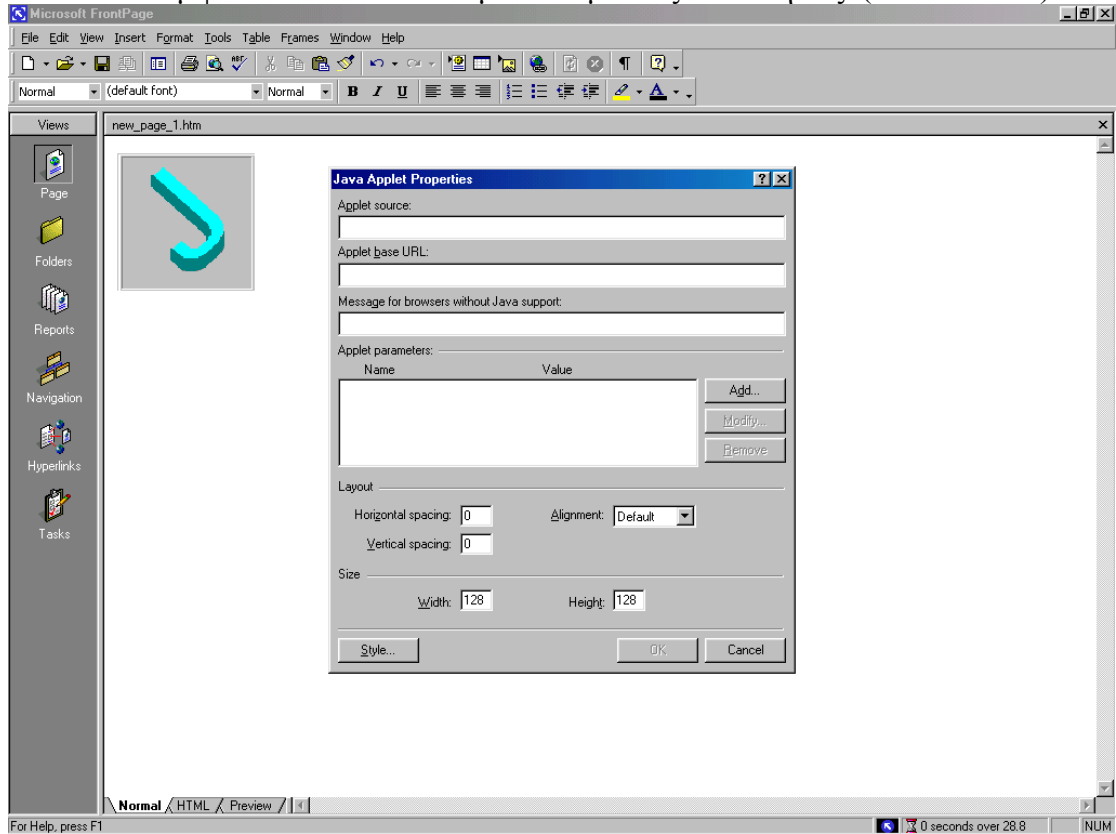 Microsoft FrontPage
File Edit View Insert Format Tools Table Frames Window Help
Normal (default font) Normal B I U A
Views new_page_1.htm
Page
Folders
Reports
Navigation
Hyperlinks
Tasks
Java Applet Properties
Applet source:
Applet base URL:
Message for browsers without Java support:
Applet parameters:
Name Value
Add...
Modify...
Remove
Layout
Horizontal spacing: 0 Alignment: Default
Vertical spacing: 0
Size
Width: 128 Height: 128
Style... OK Cancel
Normal HTML Preview
For Help, press F1 0 seconds over 28.8 NUM